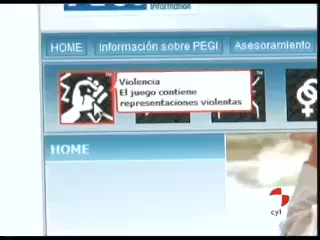 Information
HOME Información sobre PEGI Asesoramiento
Violencia
El juego contiene
representaciones violentas
HOME
cyl